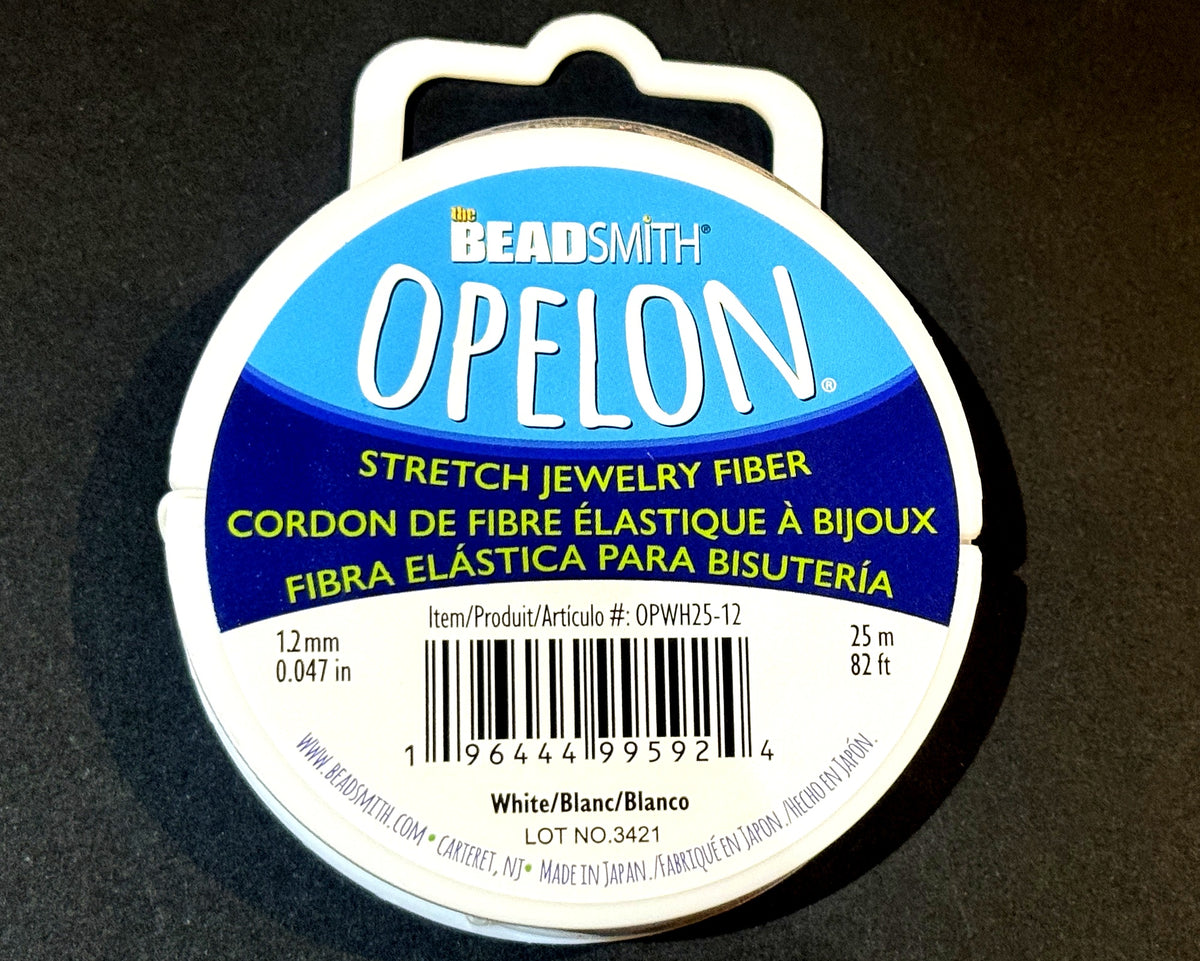 the
BEADSMITH®
OPELON®
STRETCH JEWELRY FIBER
CORDON DE FIBRE ÉLASTIQUE À BIJOUX
FIBRA ELÁSTICA PARA BISUTERÍA
Item/Produit/Artículo #: OPWH25-12
1.2mm
0.047 in
25 m
82 ft
1 96444 99592 4
White/Blanc/Blanco
LOT NO.3421
WWW.BEADSMITH.COM • CARTERET, NJ • MADE IN JAPAN./FABRIQUÉ EN JAPON./HECHO EN JAPÓN.